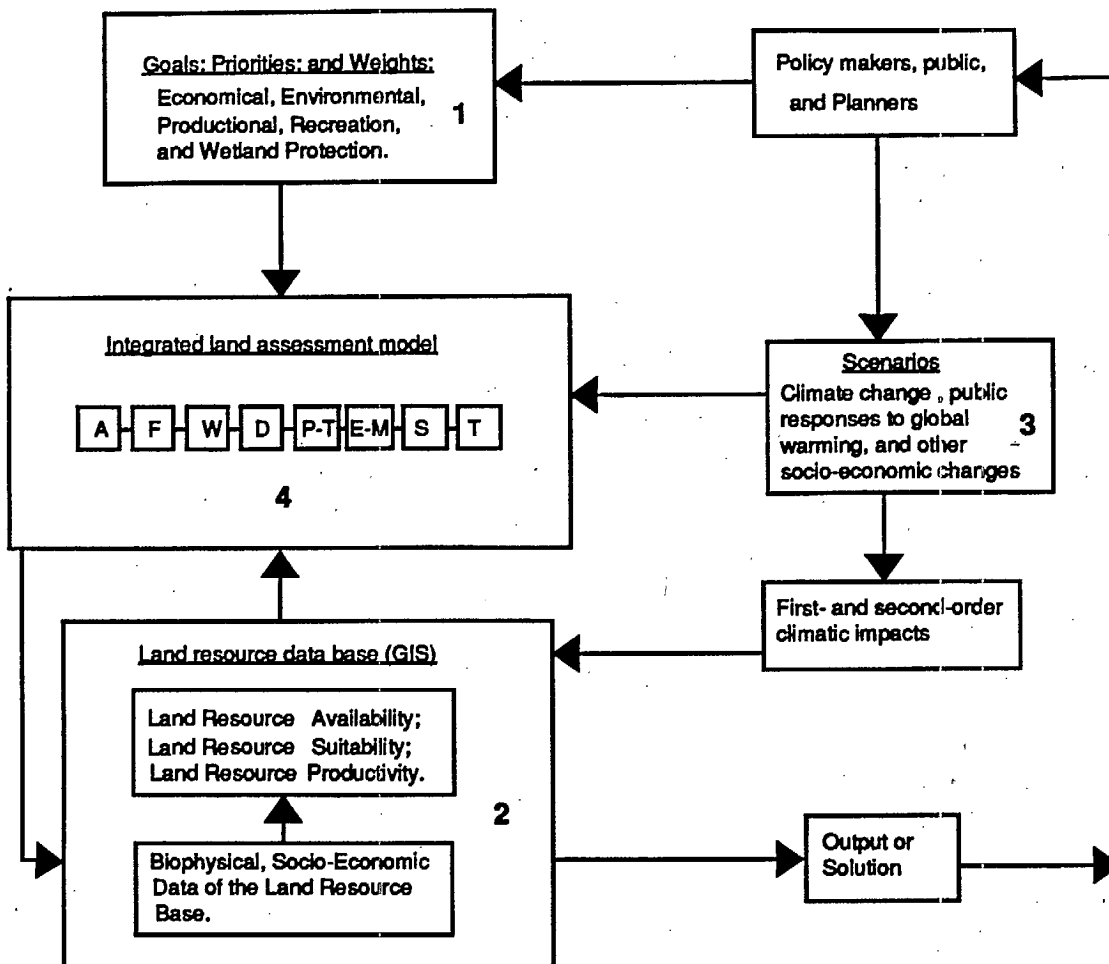 Goals: Priorities: and Weights:
Economical, Environmental,
Productional, Recreation,
and Wetland Protection.
1
Policy makers, public,
and Planners
Integrated land assessment model
A F W D P-T E-M S T
4
Scenarios
Climate change , public
responses to global
warming, and other
socio-economic changes
3
First- and second-order
climatic impacts
Land resource data base (GIS)
Land Resource Availability;
Land Resource Suitability;
Land Resource Productivity.
2
Biophysical, Socio-Economic
Data of the Land Resource
Base.
Output or
Solution